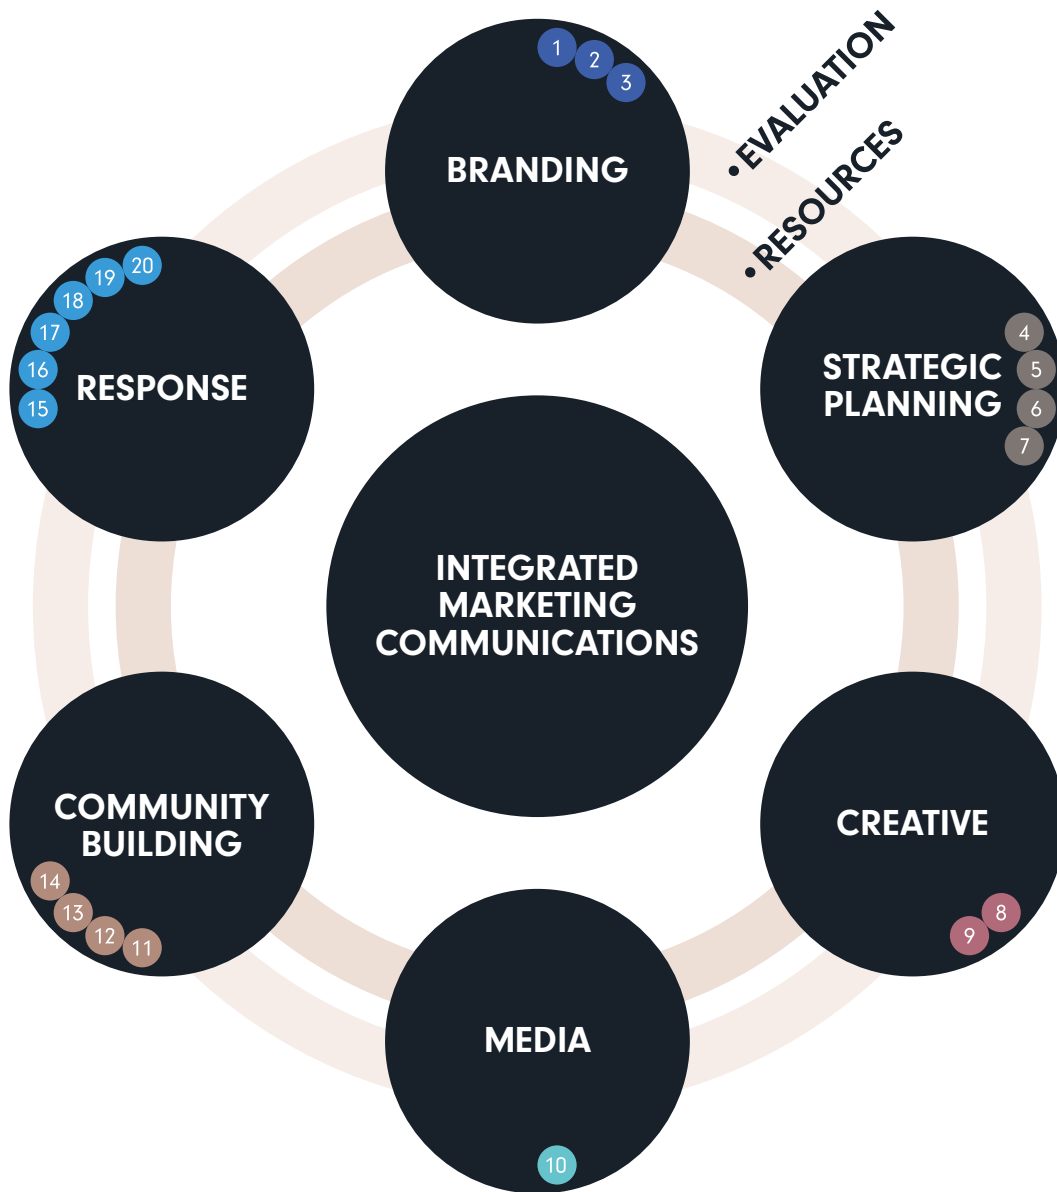 1
2
3
BRANDING
• EVALUATION
• RESOURCES
4
5
6
7
STRATEGIC
PLANNING
CREATIVE
8
9
MEDIA
10
COMMUNITY
BUILDING
11
12
13
14
RESPONSE
15
16
17
18
19
20
INTEGRATED
MARKETING
COMMUNICATIONS